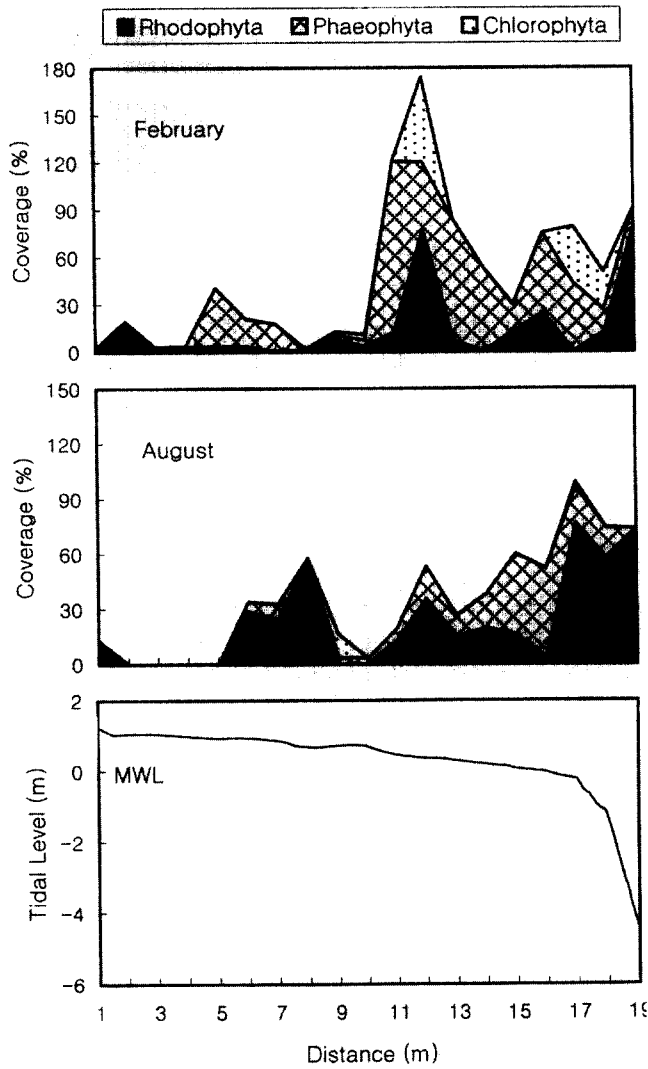 Rhodophyta Phaeophyta Chlorophyta
180
150
120
90
60
30
0
Coverage (%)
February
150
120
90
60
30
0
Coverage (%)
August
2
0
-2
-4
-6
Tidal Level (m)
MWL
1 3 5 7 9 11 13 15 17 19
Distance (m)